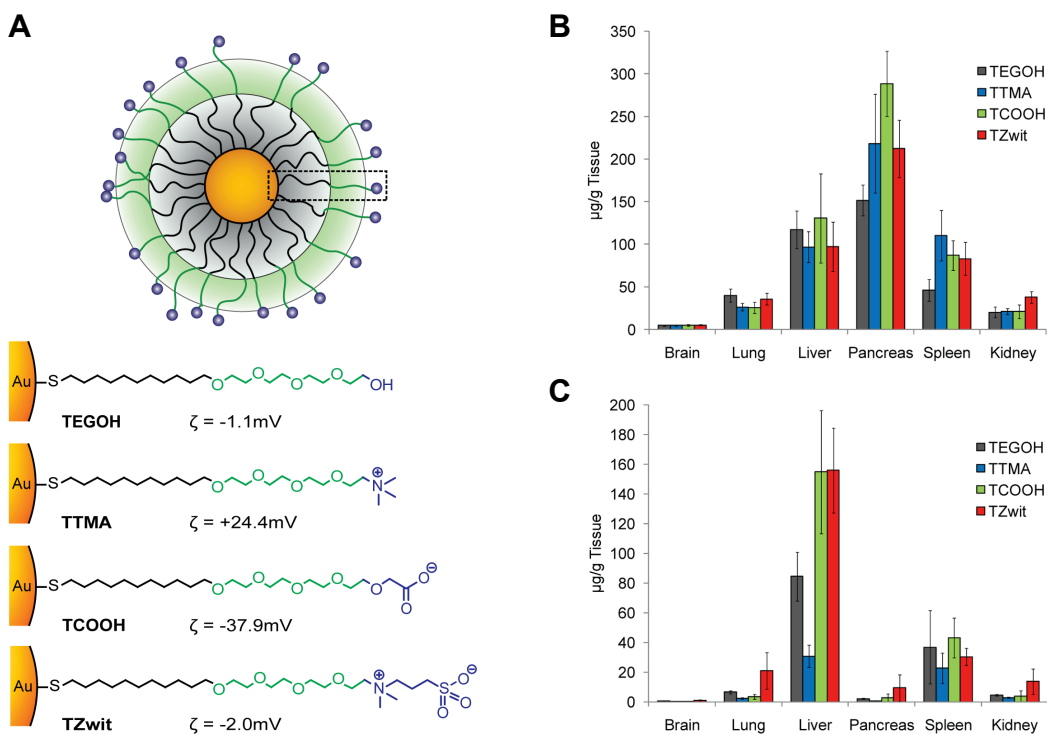 A
Au
S
O
O
O
O
OH
TEGOH
ζ = -1.1mV
Au
S
O
O
O
O
N
⊕
TTMA
ζ = +24.4mV
Au
S
O
O
O
O
O
O
O
⊖
TCOOH
ζ = -37.9mV
Au
S
O
O
O
O
N
⊕
S
O
O
O
⊖
TZwit
ζ = -2.0mV
B
µg/g Tissue
350
300
250
200
150
100
50
0
Brain Lung Liver Pancreas Spleen Kidney
TEGOH
TTMA
TCOOH
TZwit
C
µg/g Tissue
200
180
160
140
120
100
80
60
40
20
0
Brain Lung Liver Pancreas Spleen Kidney
TEGOH
TTMA
TCOOH
TZwit